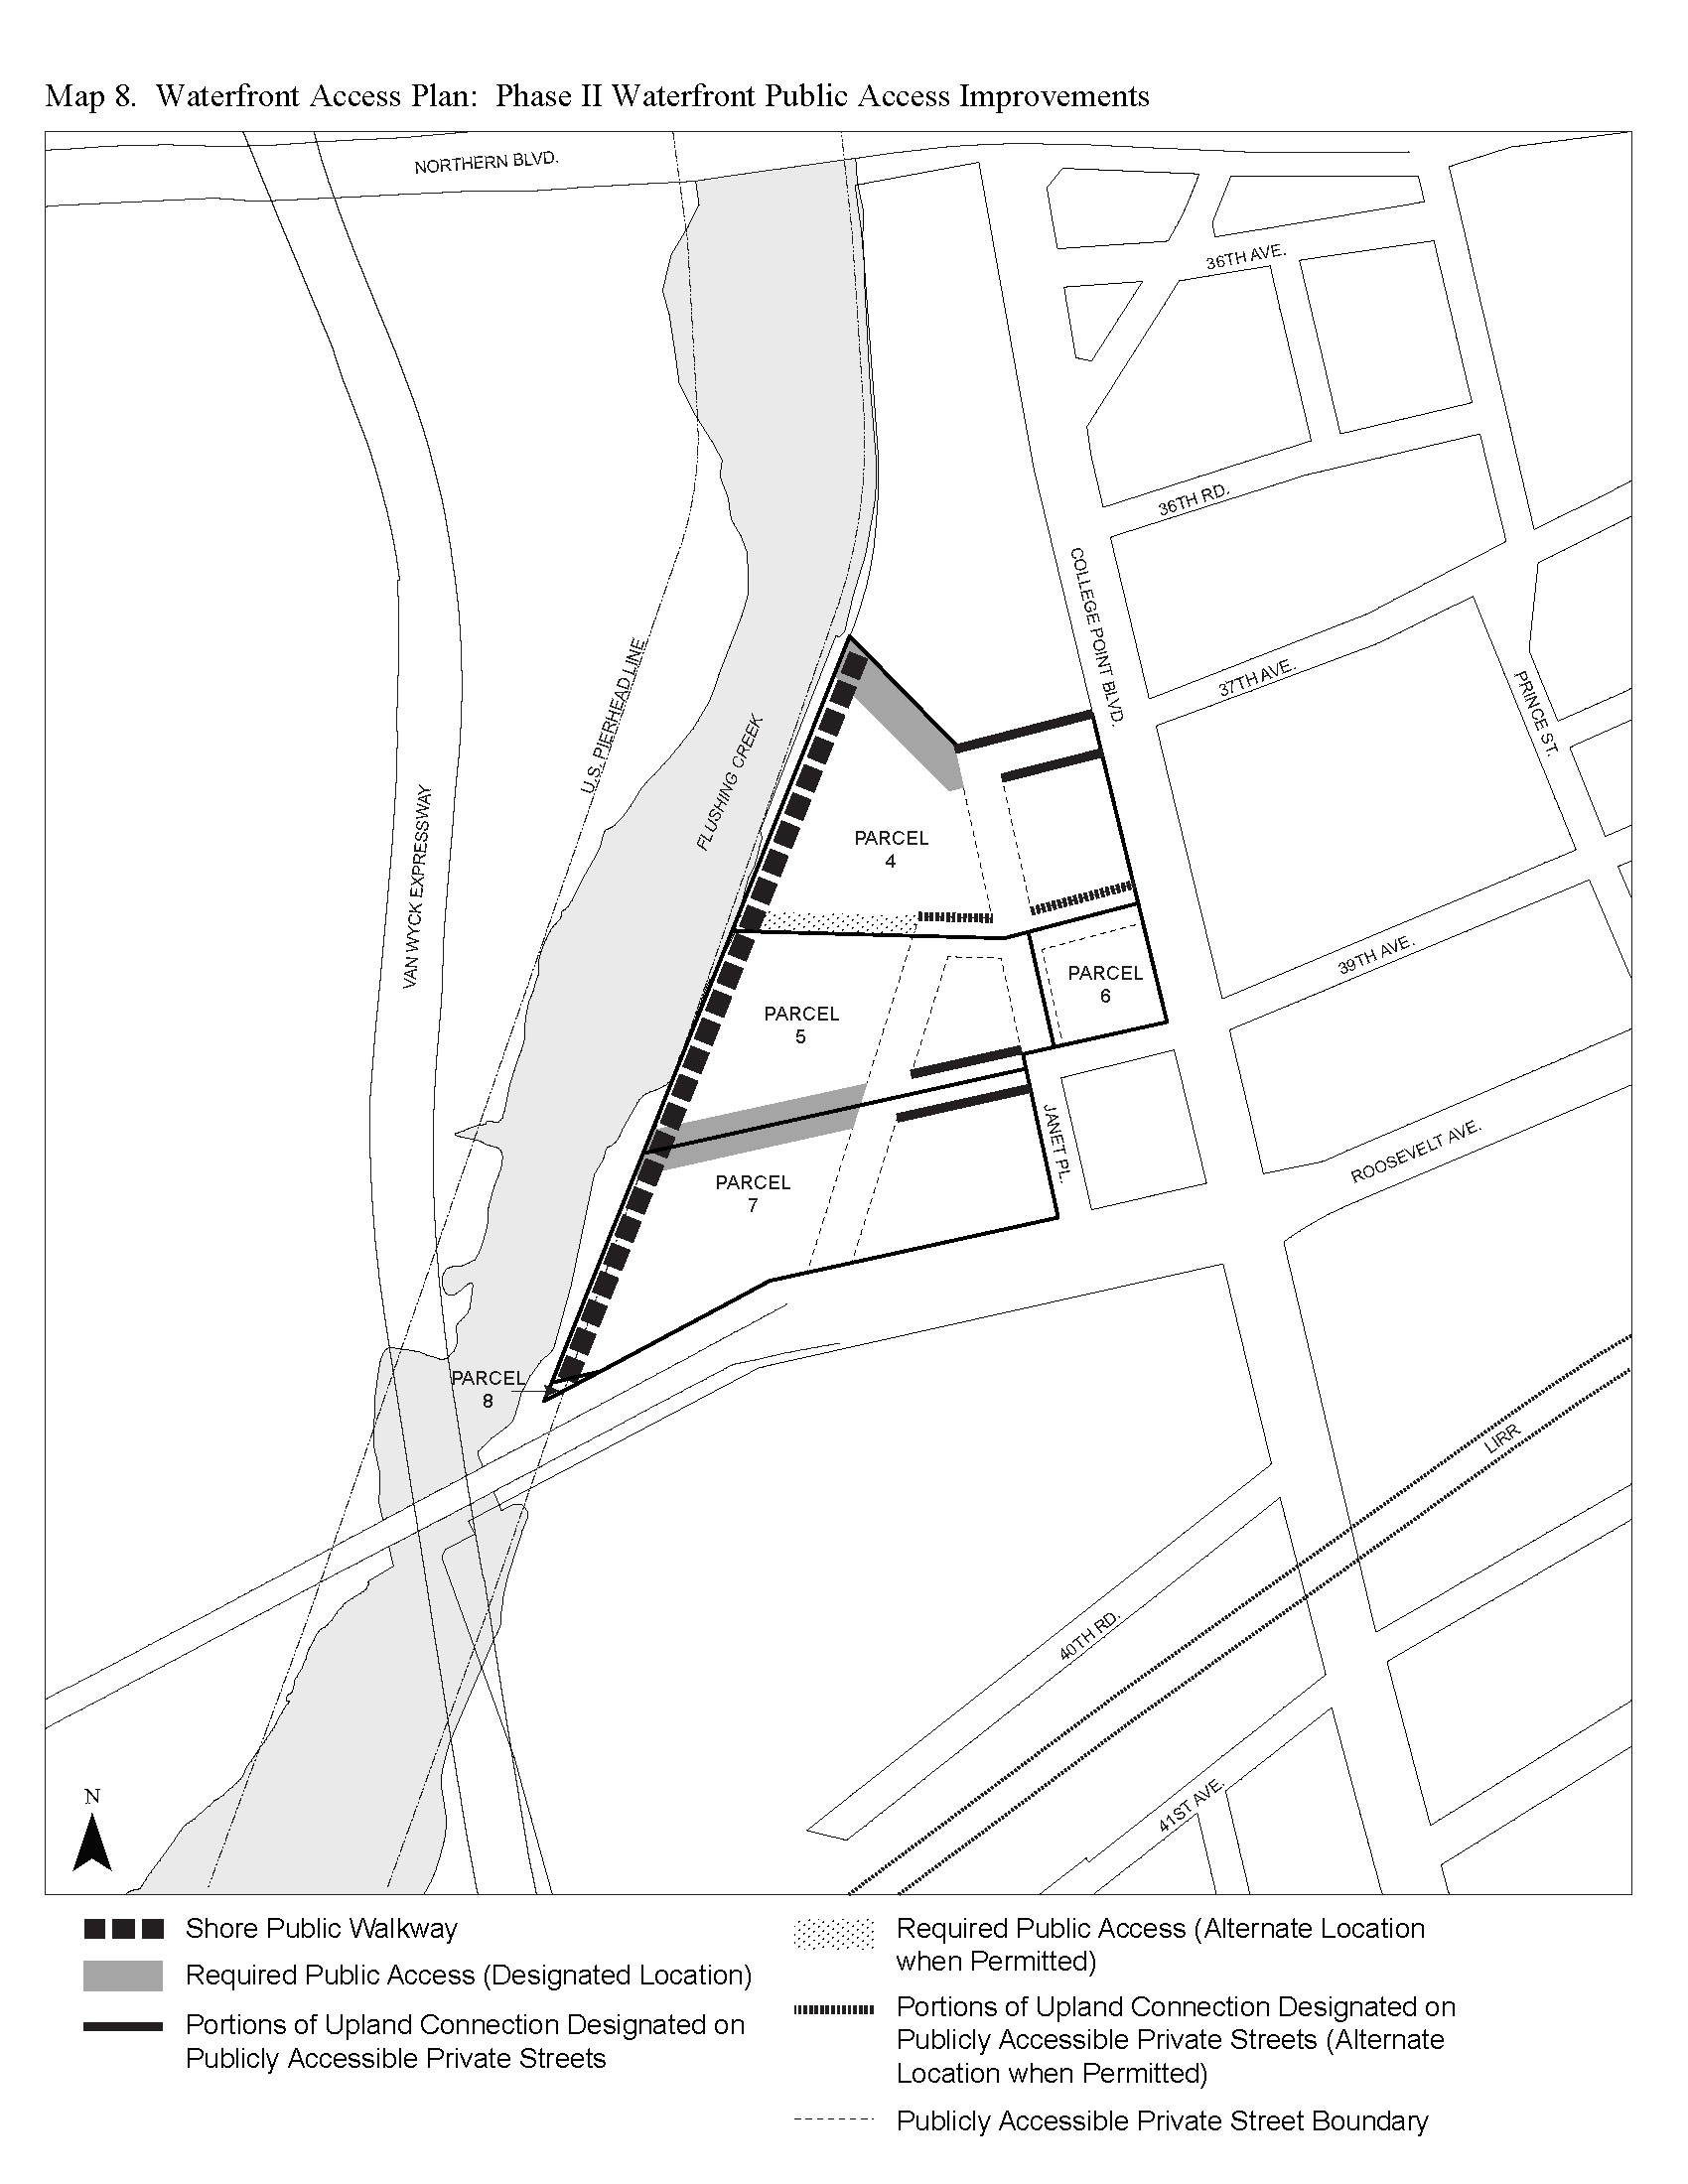 Map 8. Waterfront Access Plan: Phase II Waterfront Public Access Improvements
NORTHERN BLVD.
36TH AVE.
36TH RD.
COLLEGE POINT BLVD.
37TH AVE.
PRINCE ST.
U.S. PIERHEAD LINE
FLUSHING CREEK
VAN WYCK EXPRESSWAY
PARCEL
4
39TH AVE.
PARCEL
6
PARCEL
5
JANET PL.
ROOSEVELT AVE.
PARCEL
7
PARCEL
8
LIRR
40TH RD.
41ST AVE.
N
Shore Public Walkway
Required Public Access (Designated Location)
Portions of Upland Connection Designated on
Publicly Accessible Private Streets
Required Public Access (Alternate Location
when Permitted)
Portions of Upland Connection Designated on
Publicly Accessible Private Streets (Alternate
Location when Permitted)
Publicly Accessible Private Street Boundary